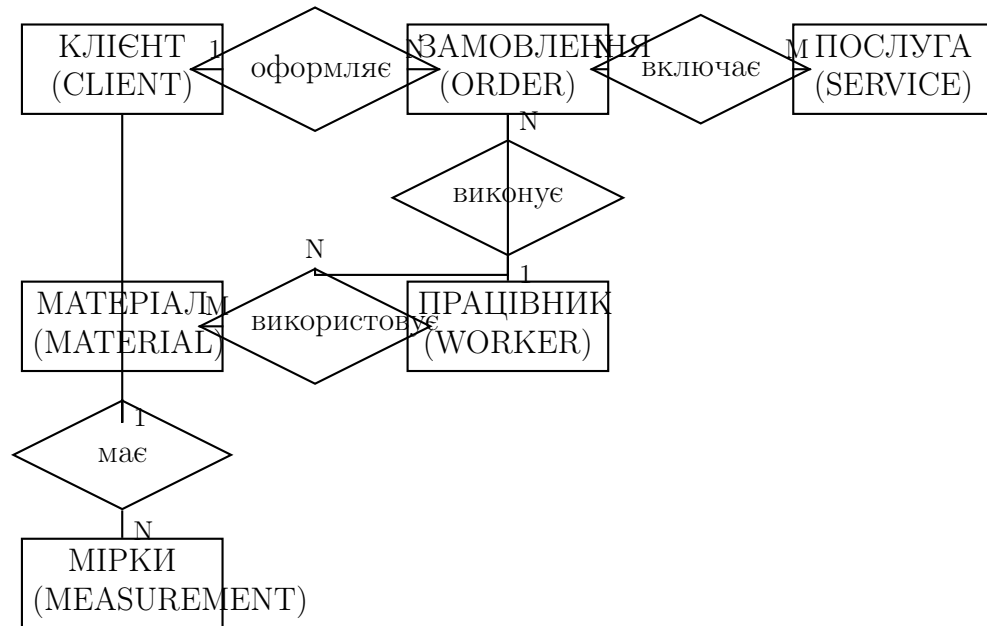 КЛІЄНТ
(CLIENT)
1
оформляє
N
ЗАМОВЛЕННЯ
(ORDER)
N
включає
M
ПОСЛУГА
(SERVICE)
N
виконує
1
N
МАТЕРІАЛ
(MATERIAL)
M
використовує
ПРАЦІВНИК
(WORKER)
1
має
N
МІРКИ
(MEASUREMENT)